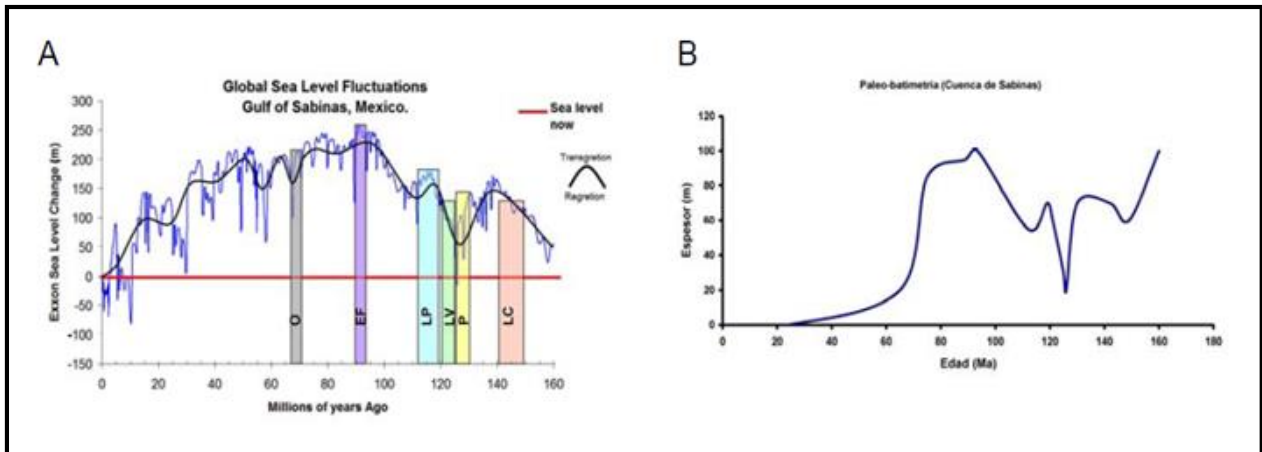 A
Global Sea Level Fluctuations
Gulf of Sabinas, Mexico.
Exxon Sea Level Change (m)
300
250
200
150
100
50
0
-50
-100
-150
Sea level
now
Transgretion
Regretion
O
EF
LP
LV
P
LC
0 20 40 60 80 100 120 140 160
Millions of years Ago
B
Paleo-batimetria (Cuenca de Sabinas)
Espesor (m)
120
100
80
60
40
20
0
0 20 40 60 80 100 120 140 160 180
Edad (Ma)